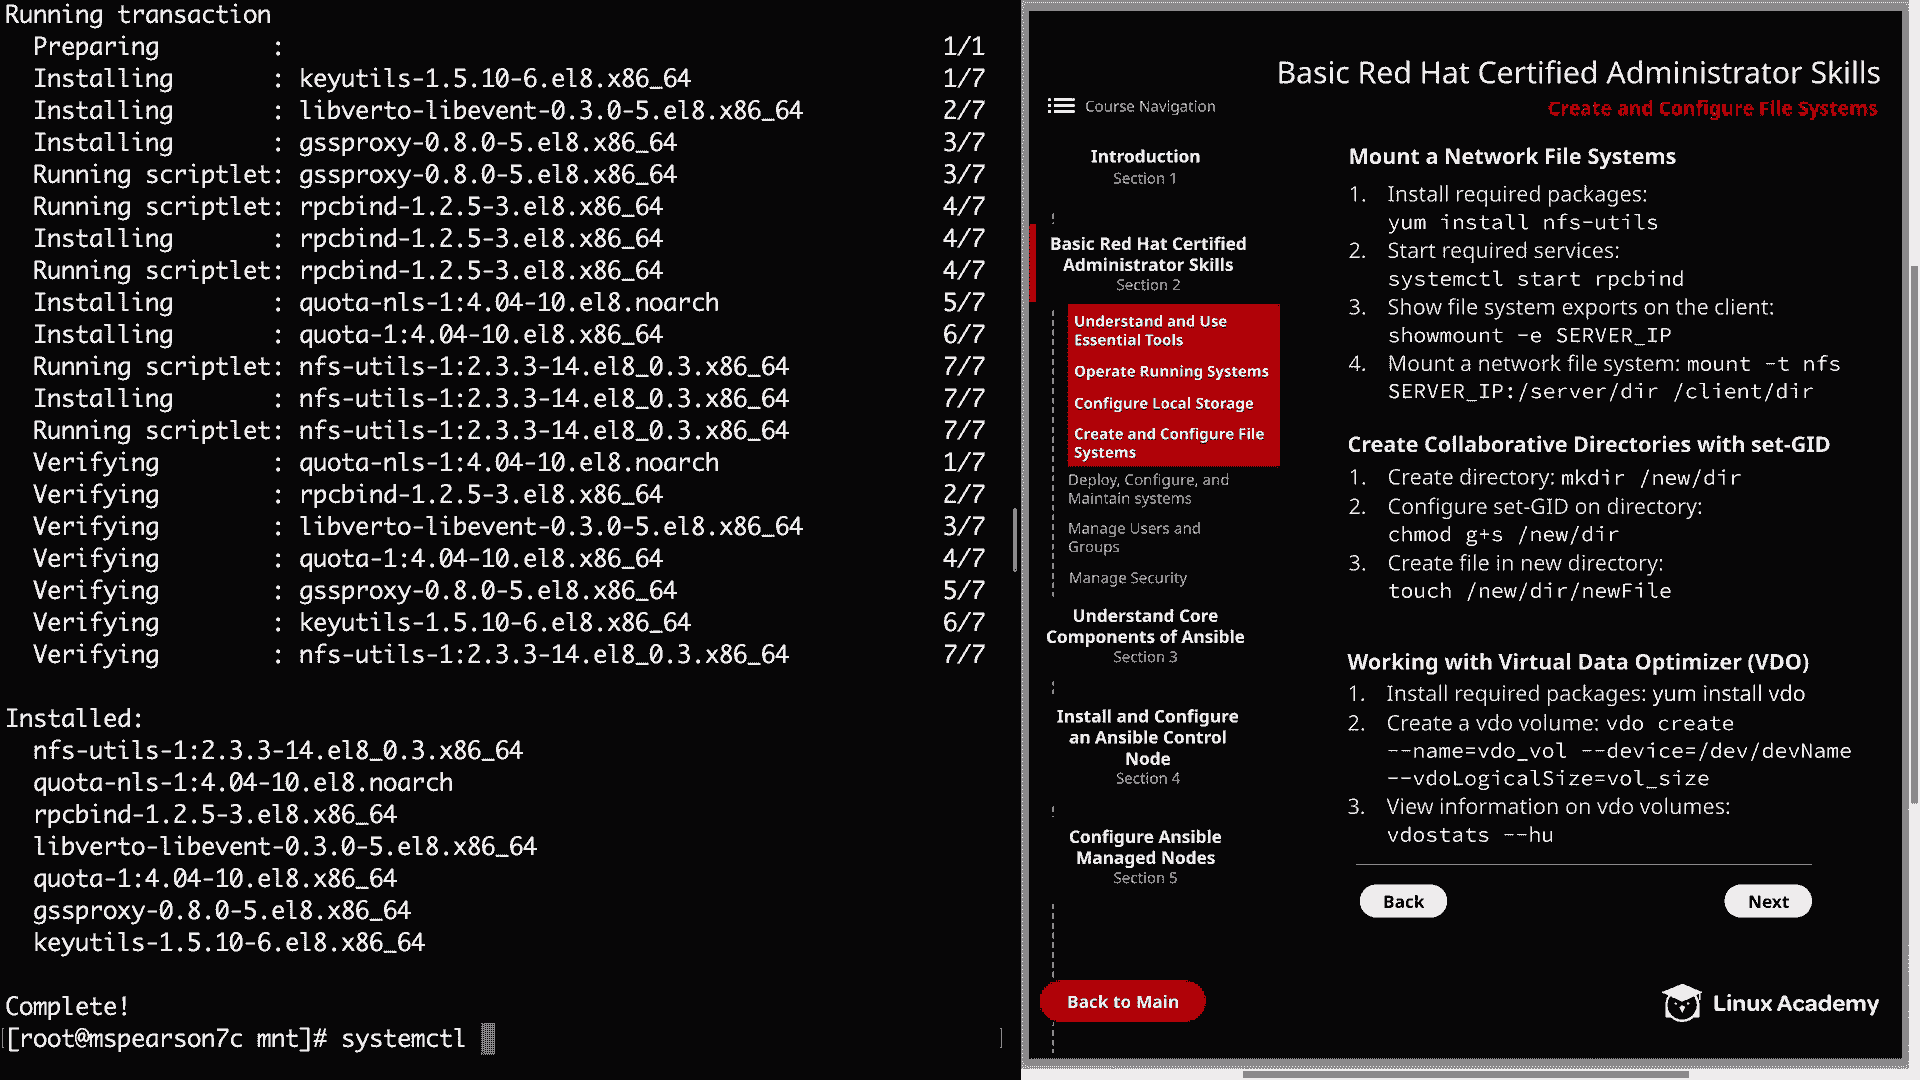 Running transaction
Preparing : 1/1
Installing : keyutils-1.5.10-6.el8.x86_64 1/7
Installing : libverto-libevent-0.3.0-5.el8.x86_64 2/7
Installing : gssproxy-0.8.0-5.el8.x86_64 3/7
Running scriptlet: gssproxy-0.8.0-5.el8.x86_64 3/7
Running scriptlet: rpcbind-1.2.5-3.el8.x86_64 4/7
Installing : rpcbind-1.2.5-3.el8.x86_64 4/7
Running scriptlet: rpcbind-1.2.5-3.el8.x86_64 4/7
Installing : quota-nls-1:4.04-10.el8.noarch 5/7
Installing : quota-1:4.04-10.el8.x86_64 6/7
Running scriptlet: nfs-utils-1:2.3.3-14.el8_0.3.x86_64 7/7
Installing : nfs-utils-1:2.3.3-14.el8_0.3.x86_64 7/7
Running scriptlet: nfs-utils-1:2.3.3-14.el8_0.3.x86_64 7/7
Verifying : quota-nls-1:4.04-10.el8.noarch 1/7
Verifying : rpcbind-1.2.5-3.el8.x86_64 2/7
Verifying : libverto-libevent-0.3.0-5.el8.x86_64 3/7
Verifying : quota-1:4.04-10.el8.x86_64 4/7
Verifying : gssproxy-0.8.0-5.el8.x86_64 5/7
Verifying : keyutils-1.5.10-6.el8.x86_64 6/7
Verifying : nfs-utils-1:2.3.3-14.el8_0.3.x86_64 7/7
Installed:
nfs-utils-1:2.3.3-14.el8_0.3.x86_64
quota-nls-1:4.04-10.el8.noarch
rpcbind-1.2.5-3.el8.x86_64
libverto-libevent-0.3.0-5.el8.x86_64
quota-1:4.04-10.el8.x86_64
gssproxy-0.8.0-5.el8.x86_64
keyutils-1.5.10-6.el8.x86_64
Complete!
[root@mspearson7c mnt]# systemctl
Basic Red Hat Certified Administrator Skills
Create and Configure File Systems
Course Navigation
Introduction
Section 1
Basic Red Hat Certified
Administrator Skills
Section 2
Understand and Use
Essential Tools
Operate Running Systems
Configure Local Storage
Create and Configure File
Systems
Deploy, Configure, and
Maintain systems
Manage Users and
Groups
Manage Security
Understand Core
Components of Ansible
Section 3
Install and Configure
an Ansible Control
Node
Section 4
Configure Ansible
Managed Nodes
Section 5
Back to Main
Mount a Network File Systems
1. Install required packages:
yum install nfs-utils
2. Start required services:
systemctl start rpcbind
3. Show file system exports on the client:
showmount -e SERVER_IP
4. Mount a network file system: mount -t nfs
SERVER_IP:/server/dir /client/dir
Create Collaborative Directories with set-GID
1. Create directory: mkdir /new/dir
2. Configure set-GID on directory:
chmod g+s /new/dir
3. Create file in new directory:
touch /new/dir/newFile
Working with Virtual Data Optimizer (VDO)
1. Install required packages: yum install vdo
2. Create a vdo volume: vdo create
--name=vdo_vol --device=/dev/devName
--vdoLogicalSize=vol_size
3. View information on vdo volumes:
vdostats --hu
Back
Next
Linux Academy